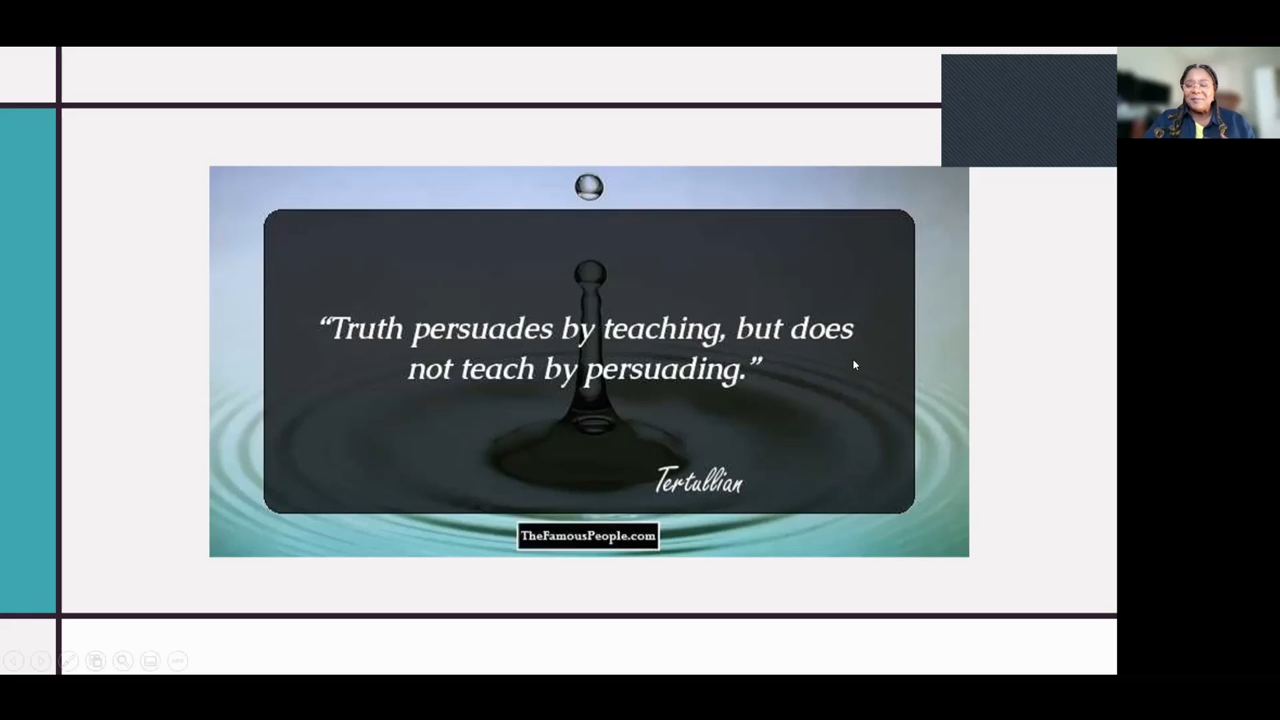 “Truth persuades by teaching, but does
not teach by persuading.”
Tertullian
TheFamousPeople.com